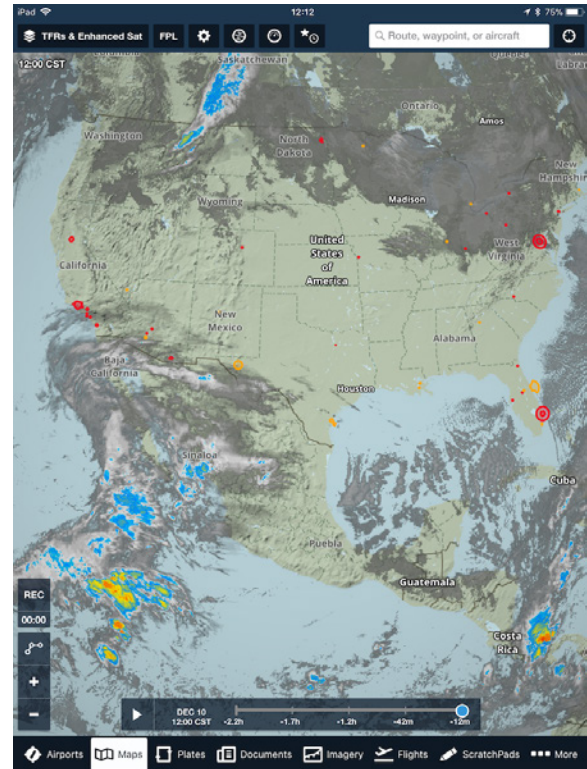 iPad 12:12 75%
TFRs & Enhanced Sat FPL Route, waypoint, or aircraft
12:00 CST
Saskatchewan
Quebec
Labra
Ontario
Amos
Washington
North
Dakota
New
Hampshire
Wyoming
Madison
United
States
of
America
West
Virginia
California
New
Mexico
Alabama
Baja
California
Houston
Sinaloa
Cuba
Puebla
Guatemala
Costa
Rica
REC
00:00
+
−
DEC 10
12:00 CST
-2.2h -1.7h -1.2h -42m -12m
Airports Maps Plates Documents Imagery Flights ScratchPads More